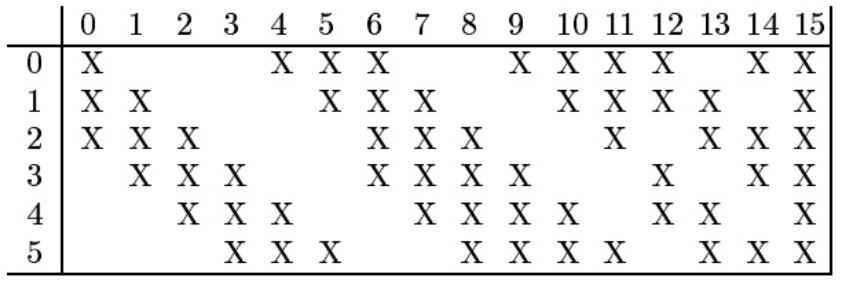 0 1 2 3 4 5 6 7 8 9 10 11 12 13 14 15
0 X X X X X X X X X X
1 X X X X X X X X X X
2 X X X X X X X X X X
3 X X X X X X X X X X
4 X X X X X X X X X X
5 X X X X X X X X X X